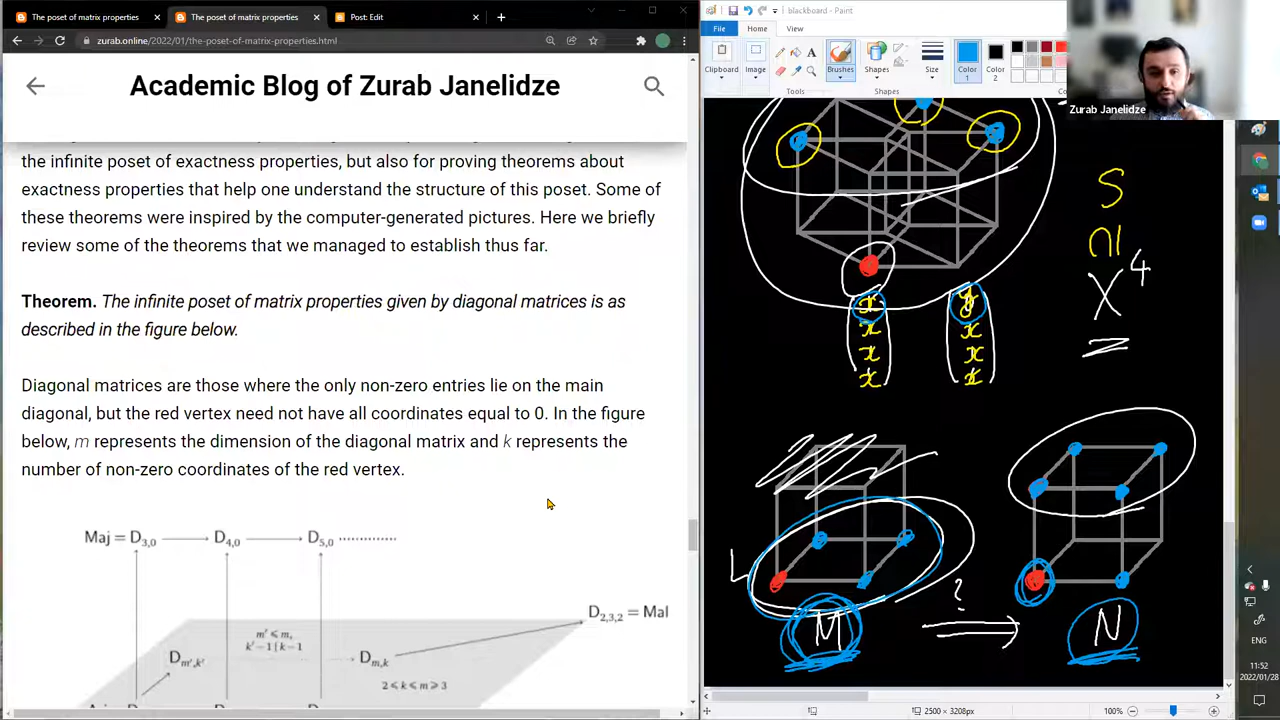 The poset of matrix properties
The poset of matrix properties
Post: Edit
zurab.online/2022/01/the-poset-of-matrix-properties.html
Academic Blog of Zurab Janelidze
the infinite poset of exactness properties, but also for proving theorems about
exactness properties that help one understand the structure of this poset. Some of
these theorems were inspired by the computer-generated pictures. Here we briefly
review some of the theorems that we managed to establish thus far.
Theorem. The infinite poset of matrix properties given by diagonal matrices is as
described in the figure below.
Diagonal matrices are those where the only non-zero entries lie on the main
diagonal, but the red vertex need not have all coordinates equal to 0. In the figure
below, m represents the dimension of the diagonal matrix and k represents the
number of non-zero coordinates of the red vertex.
Maj = D3,0 D4,0 D5,0
D2,3,2 = Mal
m′ ⩽ m,
k′−1 | k−1
Dm′,k′
Dm,k
2 ⩽ k ⩽ m ⩾ 3
blackboard - Paint
File Home View
Clipboard
Image
Tools
Brushes
Shapes
Shapes
Size
Color
1
Color
2
Zurab Janelidze
S
X 4
x y
x x
x x
x x
?
M
N
2500 × 3208px
100%
ENG
11:52
2022/01/28